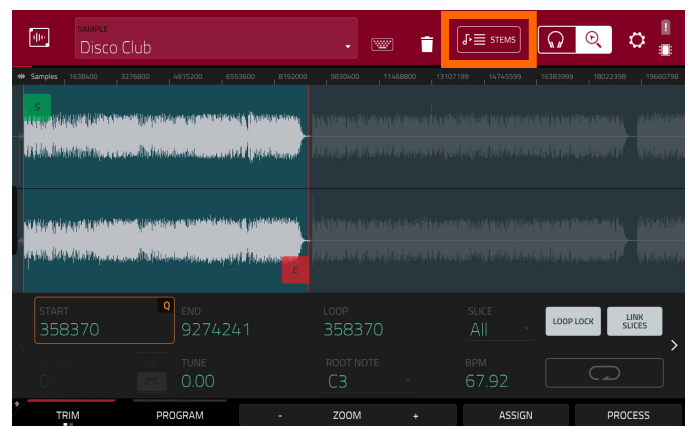 SAMPLE
Disco Club
STEMS
Samples 1638400 3276800 4915200 6553600 8192000 9830400 11468800 13107199 14745599 16383999 18022398 19660798
S
E
START
Q
END
LOOP
SLICE
358370
9274241
358370
All
LOOP LOCK
LINK
SLICES
TUNE
ROOT NOTE
BPM
0
0.00
C3
67.92
TRIM
PROGRAM
-
ZOOM
+
ASSIGN
PROCESS